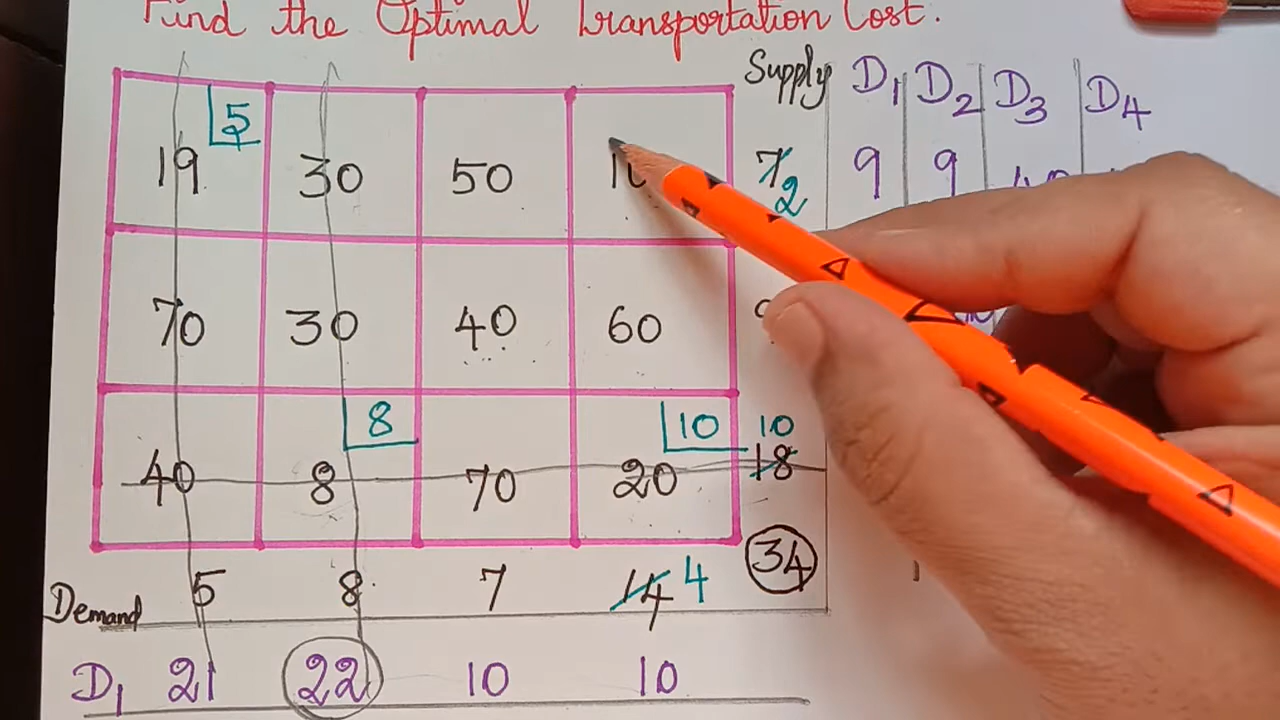 Find the Optimal Transportation Cost.
Supply D1 D2 D3 D4
5
19 30 50 7 2 9 9
70 30 40 60
8 10 10
40 8 70 20 18
34
Demand 5 8 7 14 4
D1 21 22 10 10